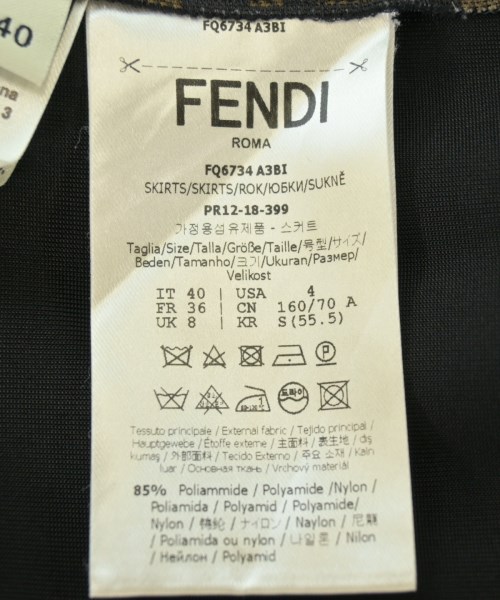 40
na
3
FQ6734 A3BI
FENDI
ROMA
FQ6734 A3BI
SKIRTS/SKIRTS/ROK/ЮБКИ/SUKNĚ
PR12-18-399
가정용섬유제품 - 스커트
Taglia/Size/Talla/Größe/Taille/号型/サイズ/
Beden/Tamanho/크기/Ukuran/Размер/
Velikost
IT 40 | USA 4
FR 36 | CN 160/70 A
UK 8 | KR S(55.5)
Tessuto principale / External fabric / Tejido principal /
Hauptgewebe / Étoffe externe / 主面料 / 裏生地 / dış
kumaş / 外部面料 / Tecido Externo / 주요 소재 / Kain
luar / Основная ткань / Vrchový materiál
85% Poliammide / Polyamide /Nylon /
Poliamida / Polyamid / Polyamide/
Nylon / / ナイロン / Naylon / 尼龍
/ Poliamida ou nylon / 나일론 / Nilon
/ Нейлон / Polyamid